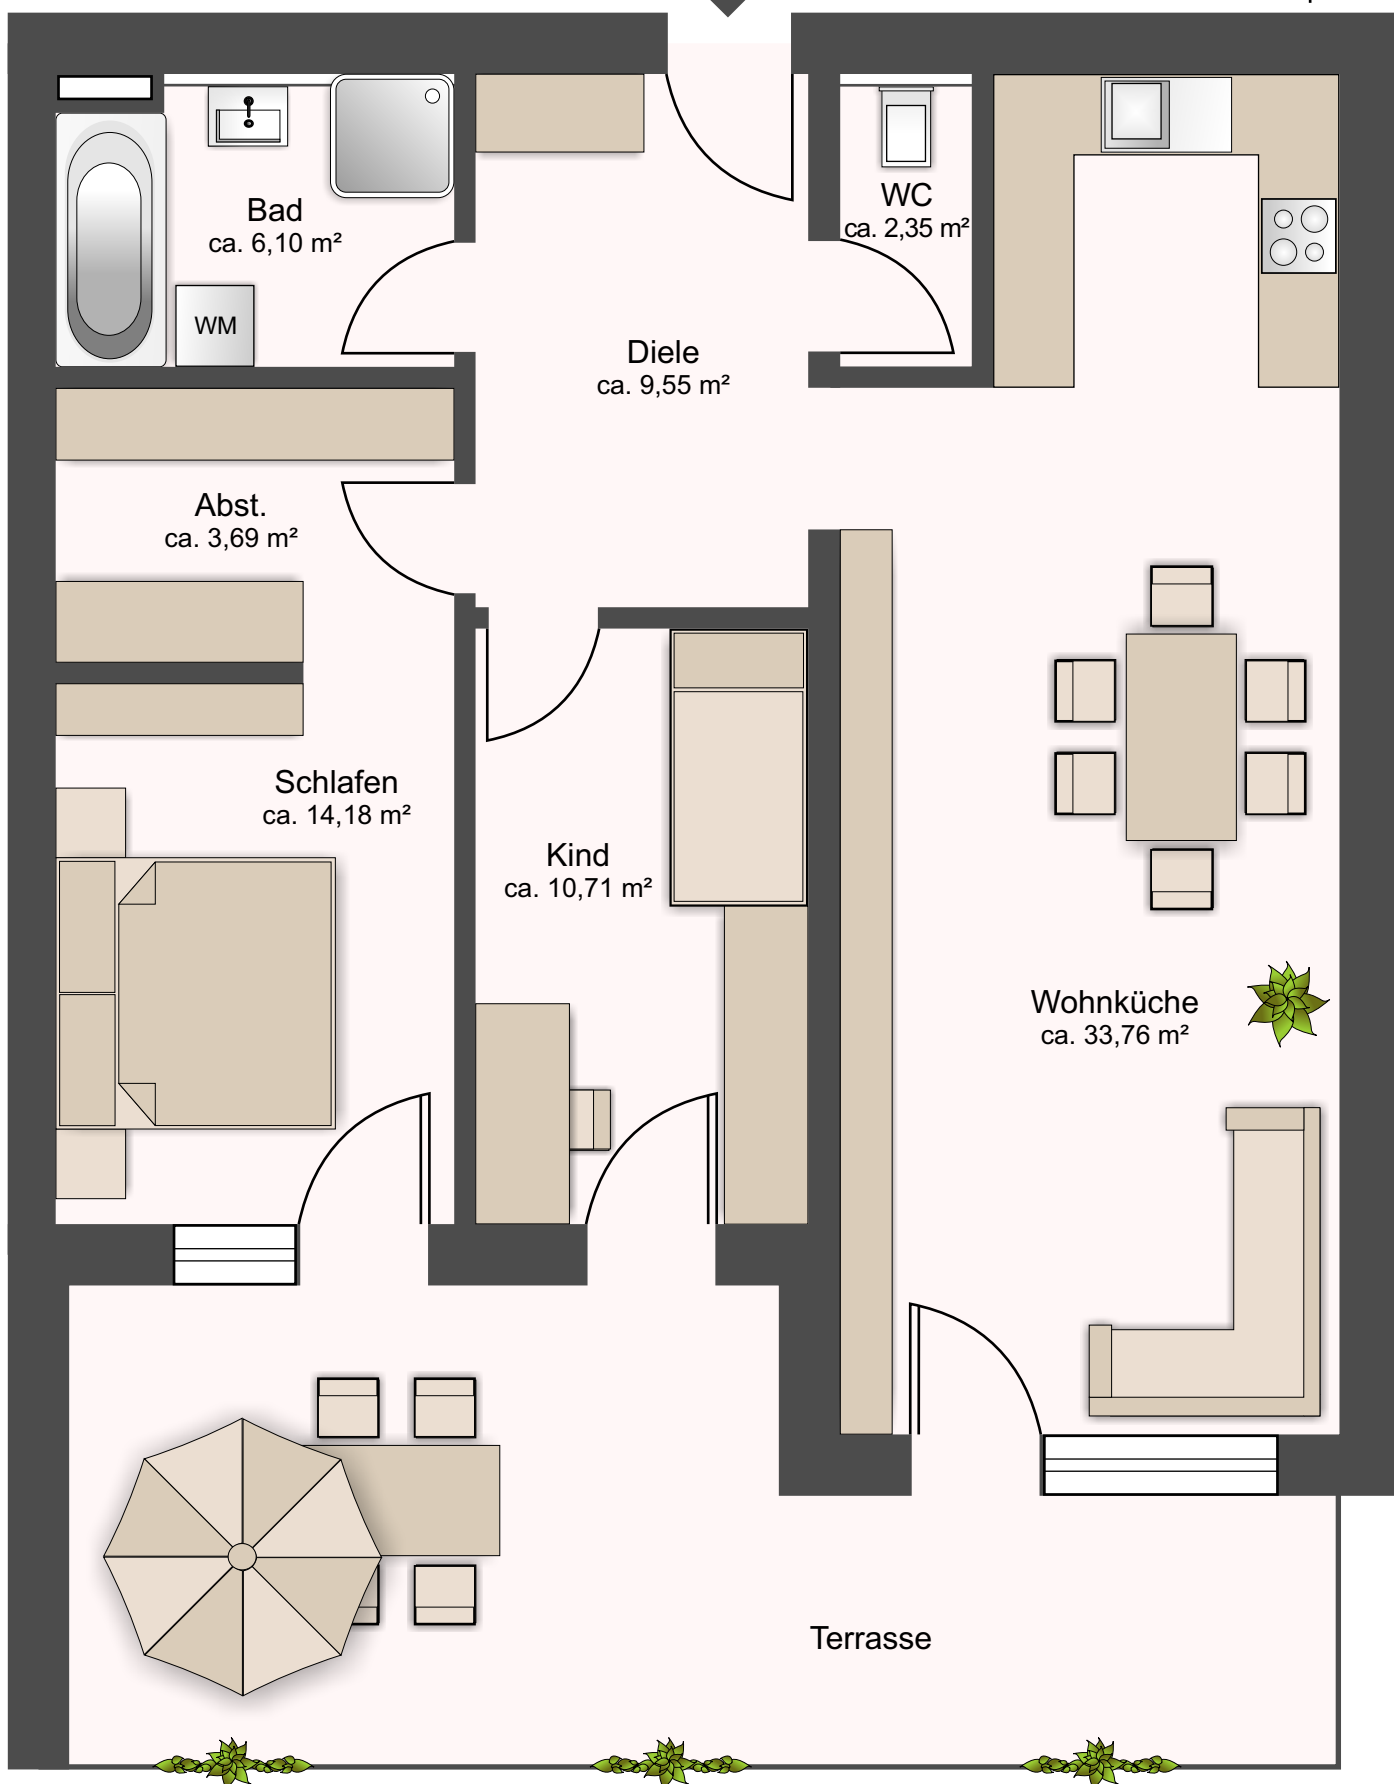 Bad
ca. 6,10 m²
WM
WC
ca. 2,35 m²
Diele
ca. 9,55 m²
Abst.
ca. 3,69 m²
Schlafen
ca. 14,18 m²
Kind
ca. 10,71 m²
Wohnküche
ca. 33,76 m²
Terrasse